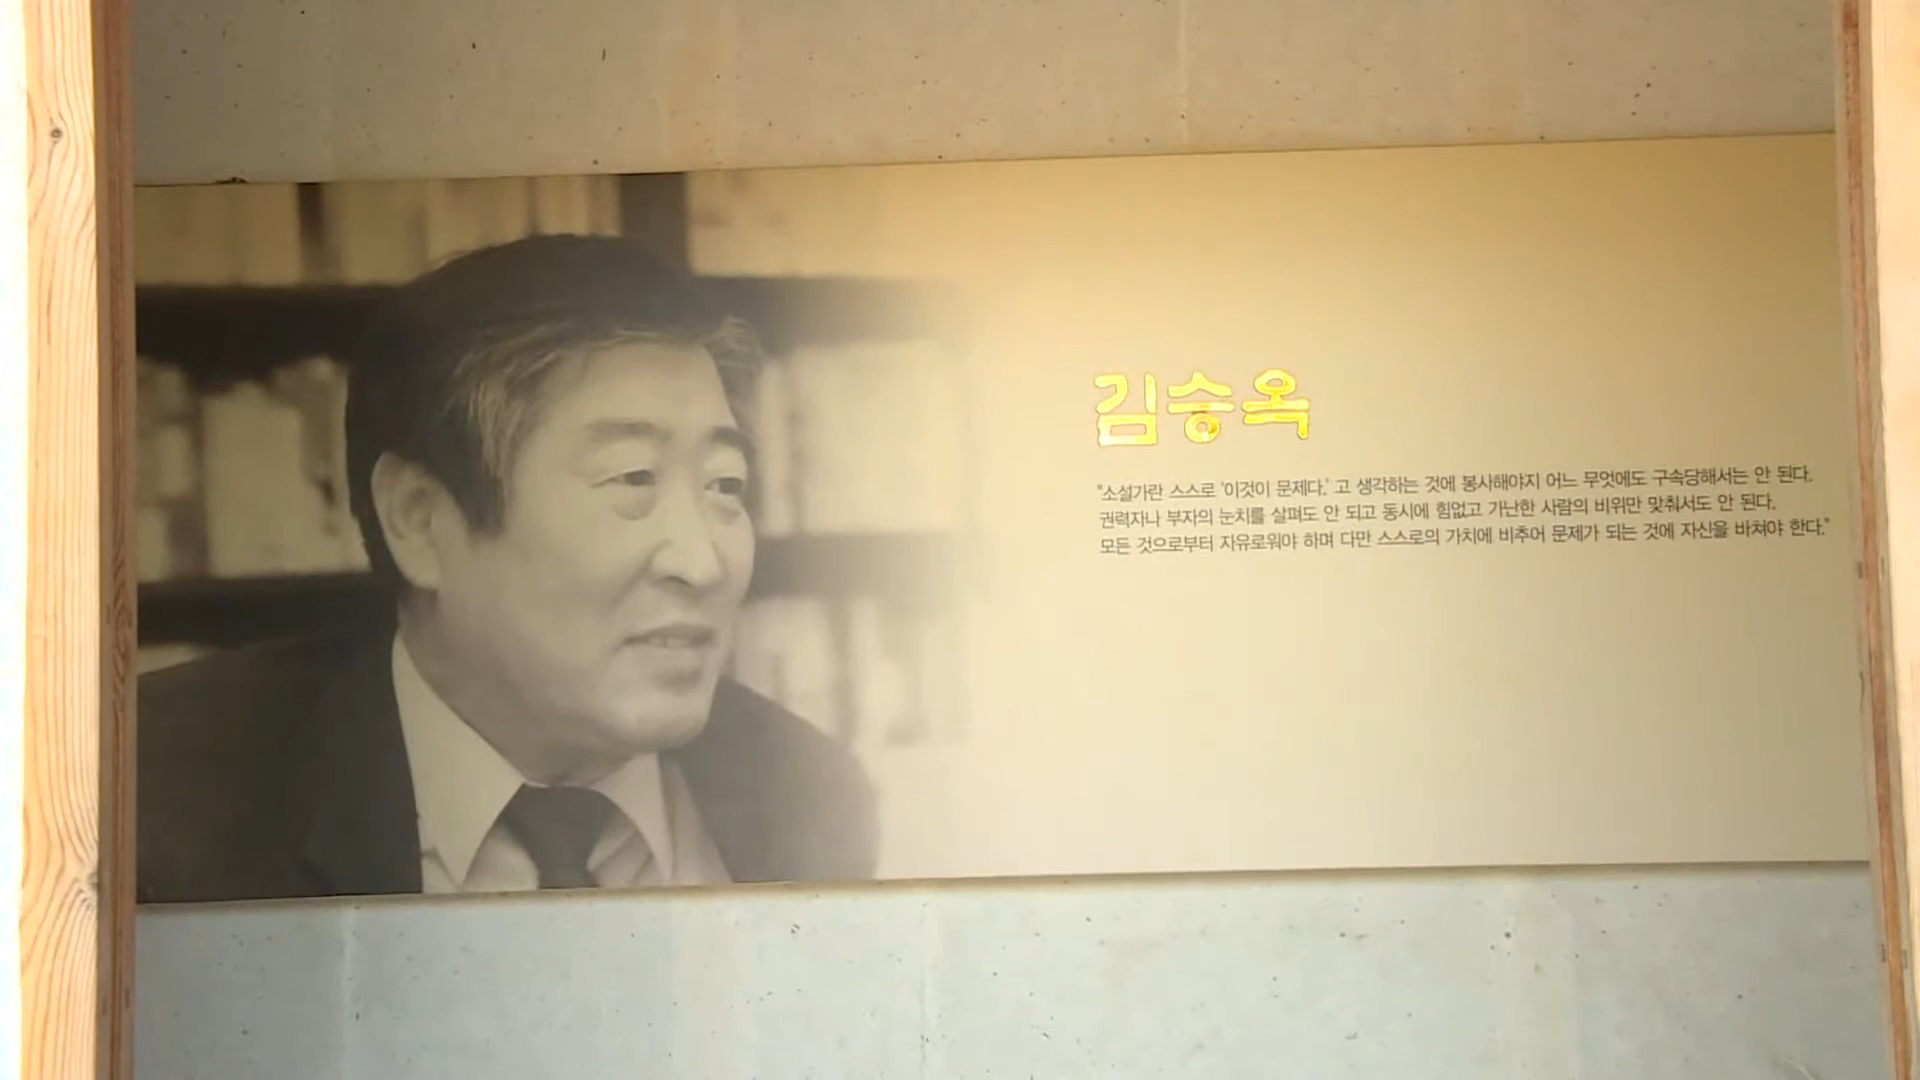 김승옥
"소설가란 스스로 '이것이 문제다.' 고 생각하는 것에 봉사해야지 어느 무엇에도 구속당해서는 안 된다.
권력자나 부자의 눈치를 살펴도 안 되고 동시에 힘없고 가난한 사람의 비위만 맞춰서도 안 된다.
모든 것으로부터 자유로워야 하며 다만 스스로의 가치에 비추어 문제가 되는 것에 자신을 바쳐야 한다."